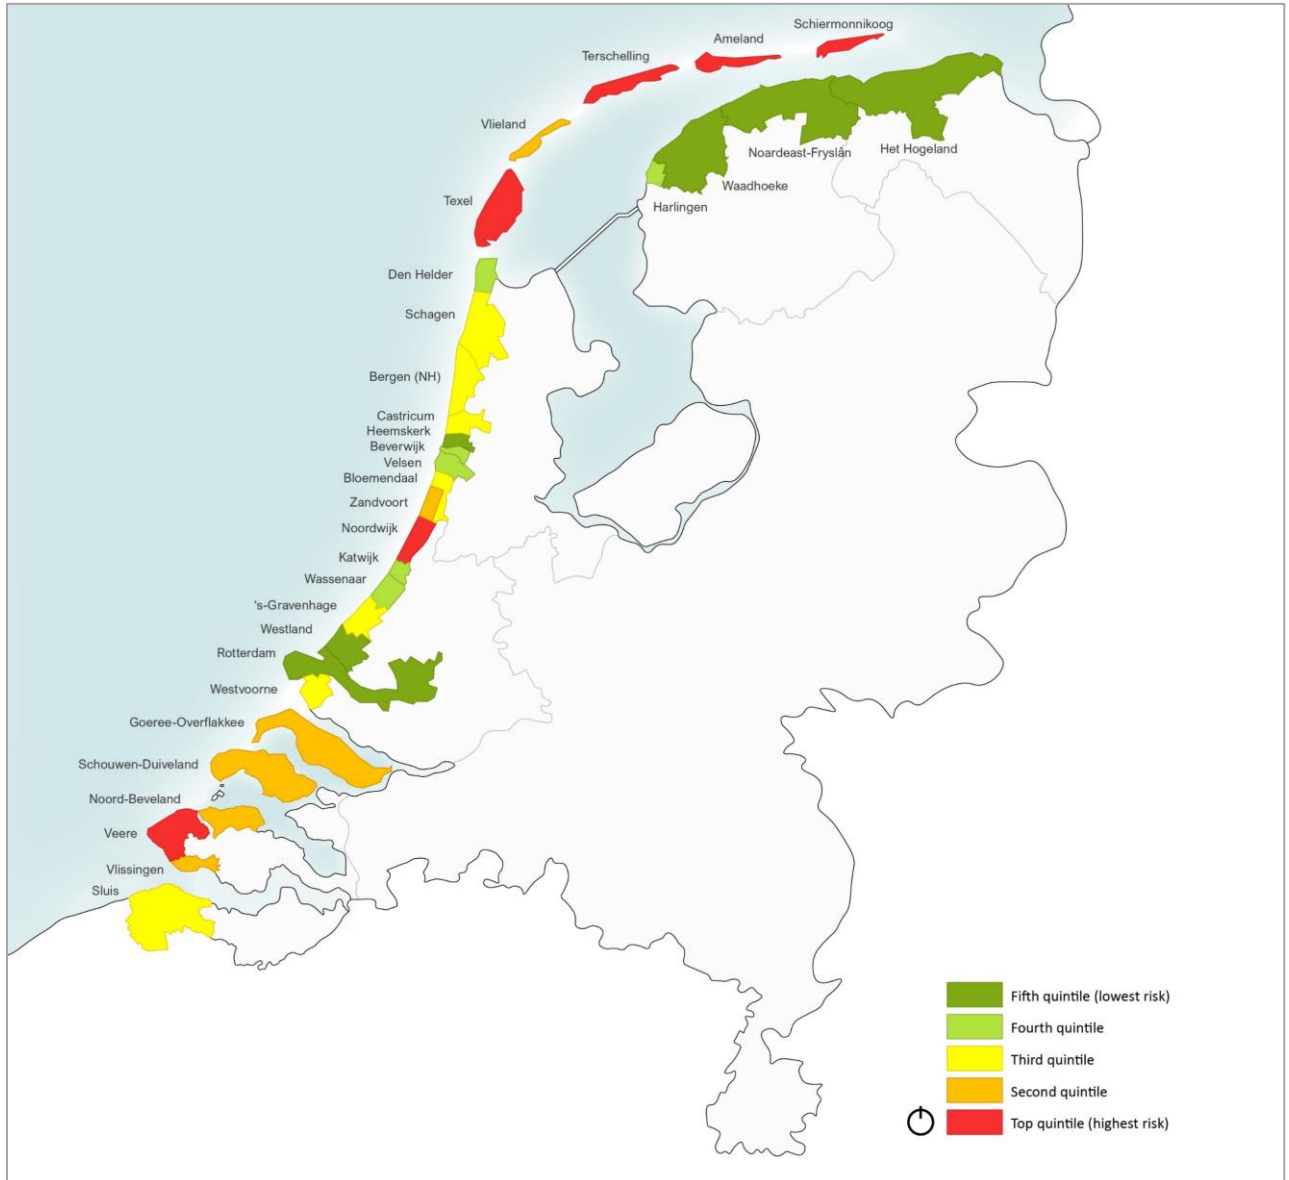 Schiermonnikoog
Ameland
Terschelling
Vlieland
Noardeast-Fryslân
Het Hogeland
Waadhoeke
Texel
Harlingen
Den Helder
Schagen
Bergen (NH)
Castricum
Heemskerk
Beverwijk
Velsen
Bloemendaal
Zandvoort
Noordwijk
Katwijk
Wassenaar
's-Gravenhage
Westland
Rotterdam
Westvoorne
Goeree-Overflakkee
Schouwen-Duiveland
Noord-Beveland
Veere
Vlissingen
Sluis
Fifth quintile (lowest risk)
Fourth quintile
Third quintile
Second quintile
Top quintile (highest risk)